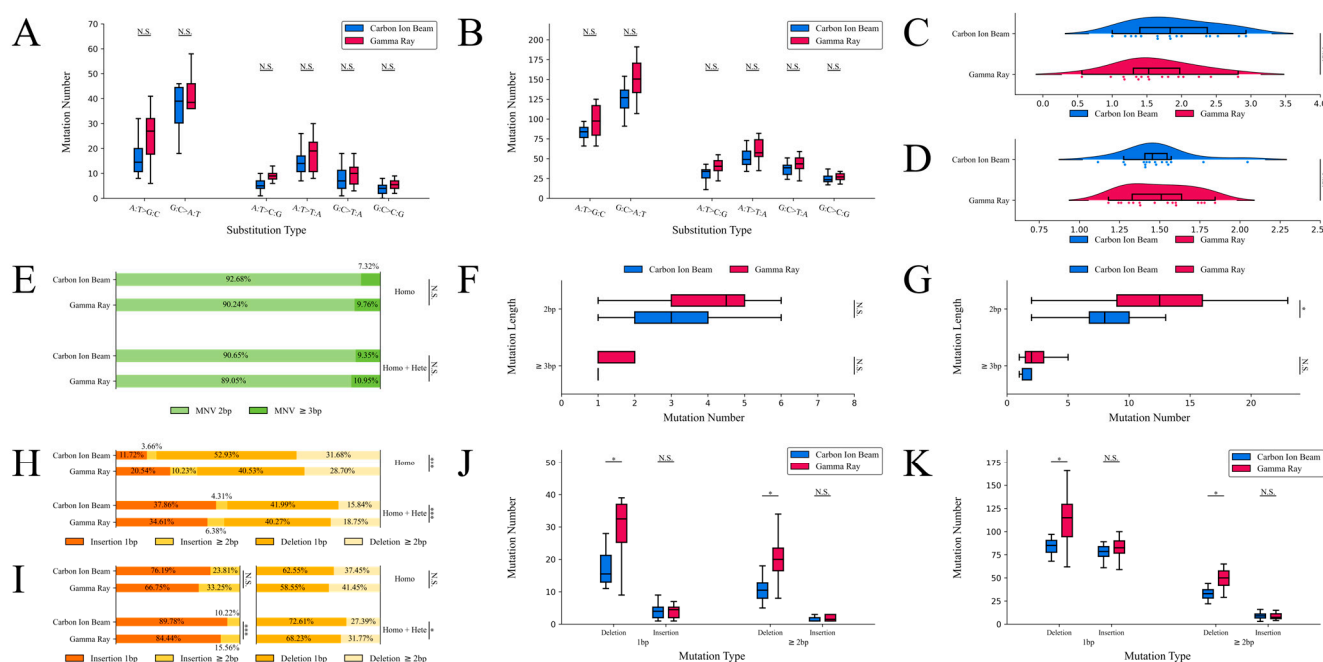 A
N.S.
N.S.
N.S.
N.S.
N.S.
N.S.
Carbon Ion Beam
Gamma Ray
Mutation Number
70
60
50
40
30
20
10
0
A:T>G:C
G:C>A:T
A:T>C:G
A:T>T:A
G:C>T:A
G:C>C:G
Substitution Type
B
N.S.
N.S.
N.S.
N.S.
N.S.
N.S.
Carbon Ion Beam
Gamma Ray
Mutation Number
200
175
150
125
100
75
50
25
0
A:T>G:C
G:C>A:T
A:T>C:G
A:T>T:A
G:C>T:A
G:C>C:G
Substitution Type
C
Carbon Ion Beam
Gamma Ray
0.0 0.5 1.0 1.5 2.0 2.5 3.0 3.5 4.0
Carbon Ion Beam Gamma Ray
D
Carbon Ion Beam
Gamma Ray
0.75 1.00 1.25 1.50 1.75 2.00 2.25 2.5
Carbon Ion Beam Gamma Ray
E
7.32%
Carbon Ion Beam 92.68%
Homo N.S.
Gamma Ray 90.24% 9.76%
Carbon Ion Beam 90.65% 9.35%
Homo + Hete N.S.
Gamma Ray 89.05% 10.95%
MNV 2bp MNV ≥ 3bp
F
Carbon Ion Beam Gamma Ray
Mutation Length
2bp
N.S.
≥ 3bp
N.S.
0 1 2 3 4 5 6 7 8
Mutation Number
G
Carbon Ion Beam Gamma Ray
Mutation Length
2bp
*
≥ 3bp
N.S.
0 5 10 15 20
Mutation Number
H
3.66%
Carbon Ion Beam 11.72% 52.93% 31.68%
Homo ***
Gamma Ray 20.54% 10.23% 40.53% 28.70%
4.31%
Carbon Ion Beam 37.86% 41.99% 15.84%
Homo + Hete ***
Gamma Ray 34.61% 40.27% 18.75%
6.38%
Insertion 1bp Insertion ≥ 2bp Deletion 1bp Deletion ≥ 2bp
I
Carbon Ion Beam 76.19% 23.81% 62.55% 37.45%
N.S. Homo N.S.
Gamma Ray 66.75% 33.25% 58.55% 41.45%
10.22%
Carbon Ion Beam 89.78% 72.61% 27.39%
*** Homo + Hete *
Gamma Ray 84.44% 68.23% 31.77%
15.56%
Insertion 1bp Insertion ≥ 2bp Deletion 1bp Deletion ≥ 2bp
J
*
N.S.
*
N.S.
Carbon Ion Beam
Gamma Ray
Mutation Number
50
40
30
20
10
0
Deletion Insertion Deletion Insertion
1bp ≥ 2bp
Mutation Type
K
*
N.S.
*
N.S.
Carbon Ion Beam
Gamma Ray
Mutation Number
175
150
125
100
75
50
25
0
Deletion Insertion Deletion Insertion
1bp ≥ 2bp
Mutation Type